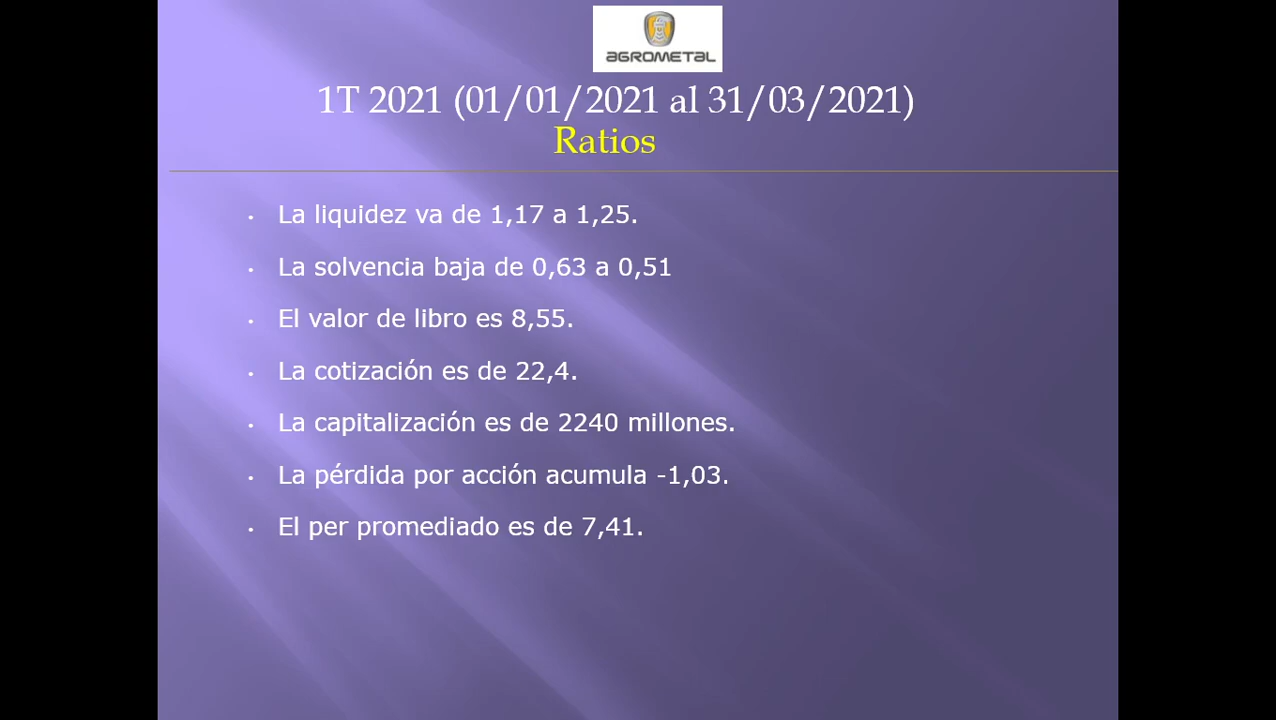 AGROMETAL
1T 2021 (01/01/2021 al 31/03/2021)
Ratios
• La liquidez va de 1,17 a 1,25.
• La solvencia baja de 0,63 a 0,51
• El valor de libro es 8,55.
• La cotización es de 22,4.
• La capitalización es de 2240 millones.
• La pérdida por acción acumula -1,03.
• El per promediado es de 7,41.